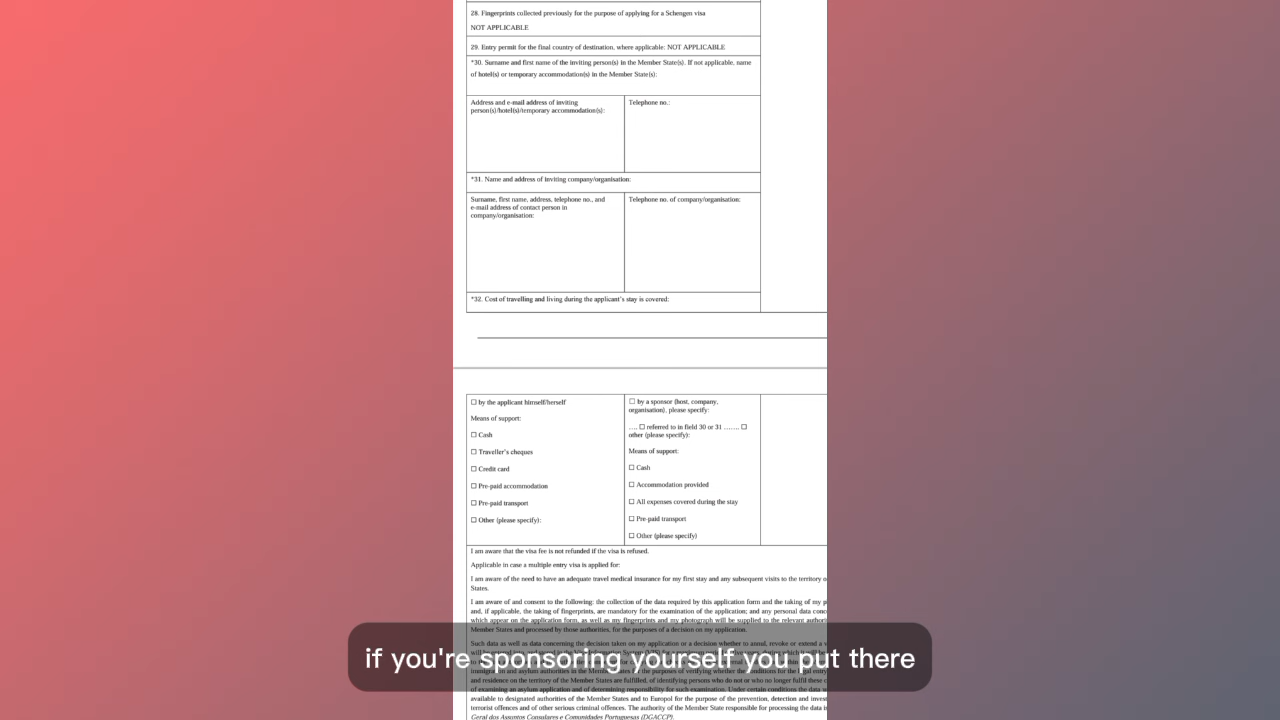 28. Fingerprints collected previously for the purpose of applying for a Schengen visa
NOT APPLICABLE
29. Entry permit for the final country of destination, where applicable: NOT APPLICABLE
*30. Surname and first name of the inviting person(s) in the Member State(s). If not applicable, name
of hotel(s) or temporary accommodation(s) in the Member State(s):
Address and e-mail address of inviting
person(s)/hotel(s)/temporary accommodation(s):
Telephone no.:
*31. Name and address of inviting company/organisation:
Surname, first name, address, telephone no., and
e-mail address of contact person in
company/organisation:
Telephone no. of company/organisation:
*32. Cost of travelling and living during the applicant's stay is covered:
☐ by the applicant himself/herself
Means of support:
☐ Cash
☐ Traveller's cheques
☐ Credit card
☐ Pre-paid accommodation
☐ Pre-paid transport
☐ Other (please specify):
☐ by a sponsor (host, company,
organisation), please specify:
…. ☐ referred to in field 30 or 31 ……. ☐
other (please specify):
Means of support:
☐ Cash
☐ Accommodation provided
☐ All expenses covered during the stay
☐ Pre-paid transport
☐ Other (please specify)
I am aware that the visa fee is not refunded if the visa is refused.
Applicable in case a multiple entry visa is applied for:
I am aware of the need to have an adequate travel medical insurance for my first stay and any subsequent visits to the territory o
States.
I am aware of and consent to the following: the collection of the data required by this application form and the taking of my p
and, if applicable, the taking of fingerprints, are mandatory for the examination of the application; and any personal data conc
which appear on the application form, as well as my fingerprints and my photograph will be supplied to the relevant authori
Member States and processed by those authorities, for the purposes of a decision on my application.
Such data as well as data concerning the decision taken on my application or a decision whether to annul, revoke or extend a v
if you're sponsoring yourself you put there
and residence on the territory of the Member States are fulfilled, of identifying persons who do not or who no longer fulfil these c
of examining an asylum application and of determining responsibility for such examination. Under certain conditions the data w
available to designated authorities of the Member States and to Europol for the purpose of the prevention, detection and invest
terrorist offences and of other serious criminal offences. The authority of the Member State responsible for processing the data i
Geral dos Assuntos Consulares e Comunidades Portuguesas (DGACCP).